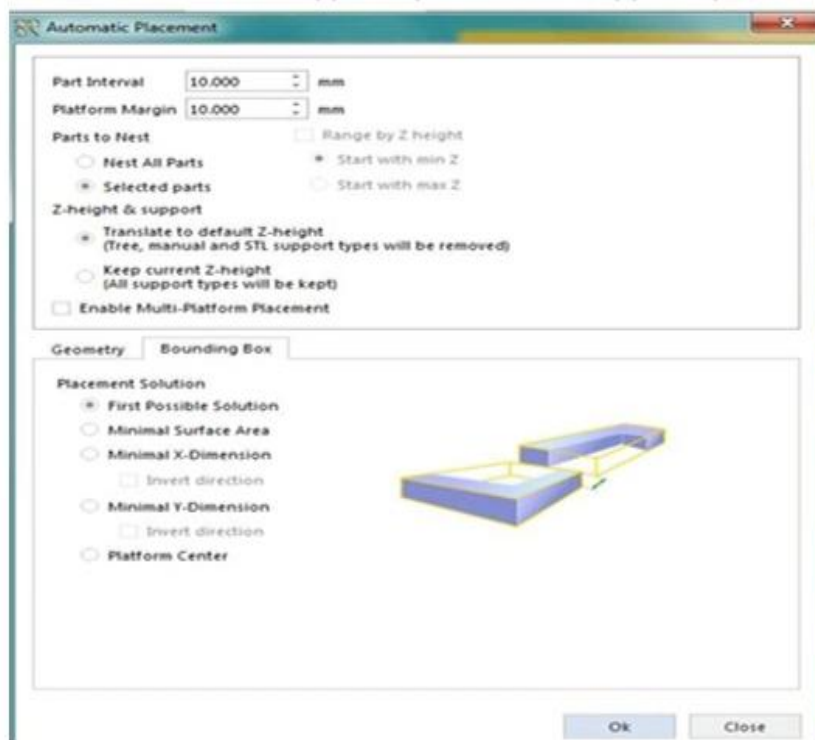 Automatic Placement
Part Interval 10.000 mm
Platform Margin 10.000 mm
Parts to Nest Range by Z height
Nest All Parts Start with min Z
Selected parts Start with max Z
Z-height & support
Translate to default Z-height
(Tree, manual and STL support types will be removed)
Keep current Z-height
(All support types will be kept)
Enable Multi-Platform Placement
Geometry Bounding Box
Placement Solution
First Possible Solution
Minimal Surface Area
Minimal X-Dimension
Invert direction
Minimal Y-Dimension
Invert direction
Platform Center
Ok Close